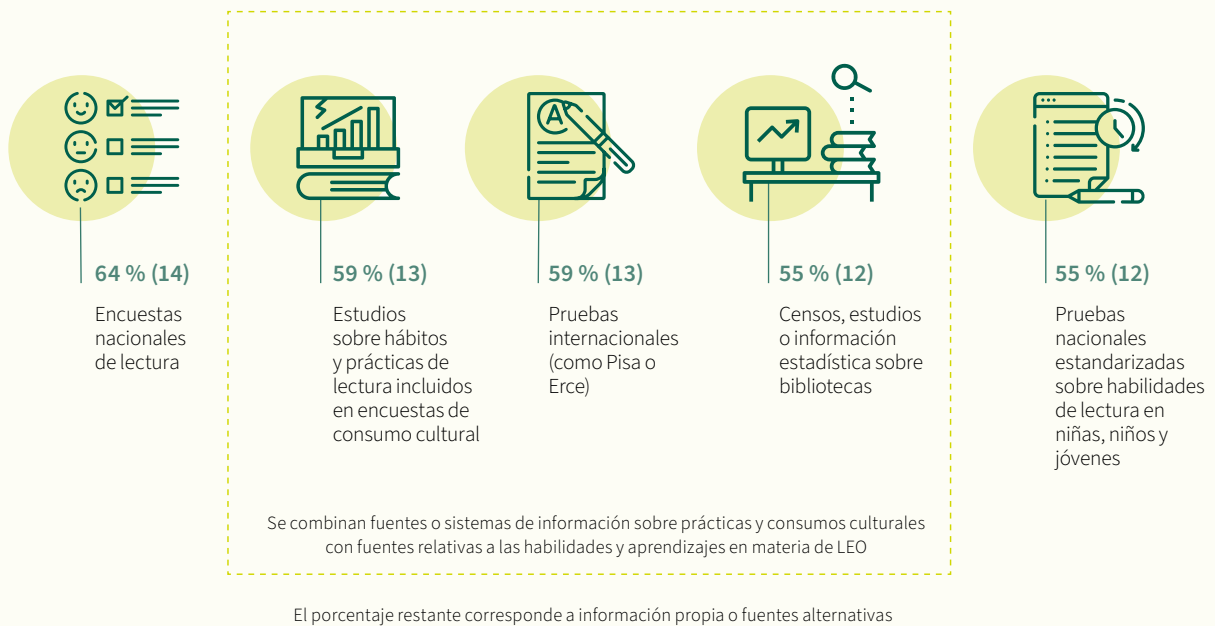 64 % (14)
Encuestas
nacionales
de lectura
59 % (13)
Estudios
sobre hábitos
y prácticas de
lectura incluidos
en encuestas de
consumo cultural
59 % (13)
Pruebas
internacionales
(como Pisa o
Erce)
55 % (12)
Censos, estudios
o información
estadística sobre
bibliotecas
55 % (12)
Pruebas
nacionales
estandarizadas
sobre habilidades
de lectura en
niñas, niños y
jóvenes
Se combinan fuentes o sistemas de información sobre prácticas y consumos culturales
con fuentes relativas a las habilidades y aprendizajes en materia de LEO
El porcentaje restante corresponde a información propia o fuentes alternativas